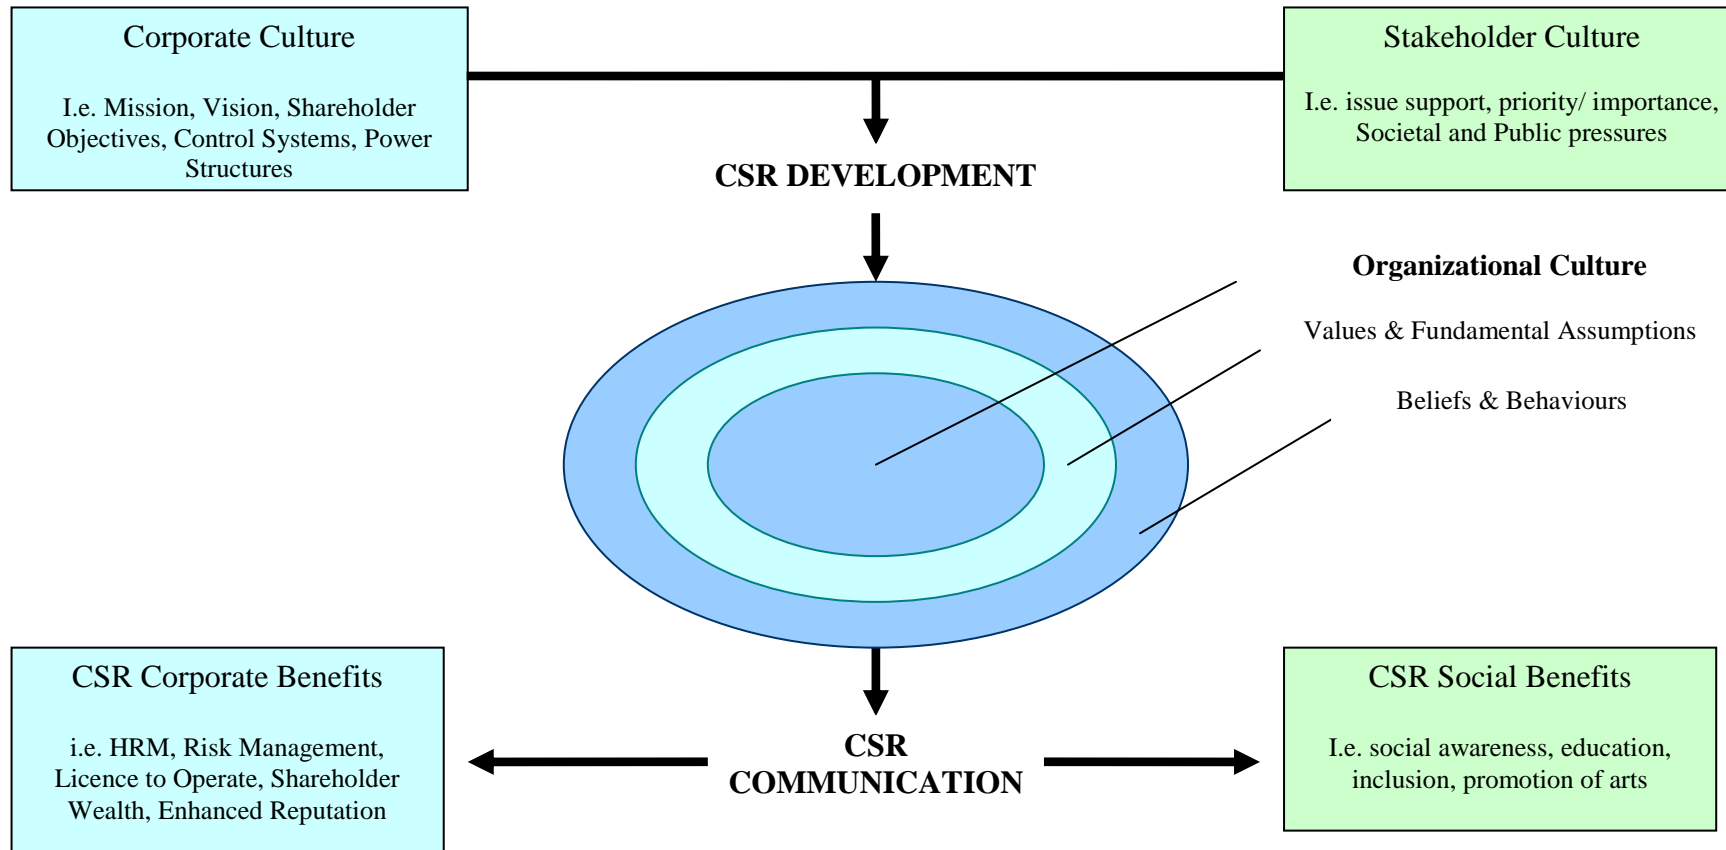 Corporate Culture
I.e. Mission, Vision, Shareholder
Objectives, Control Systems, Power
Structures
Stakeholder Culture
I.e. issue support, priority/ importance,
Societal and Public pressures
CSR DEVELOPMENT
Organizational Culture
Values & Fundamental Assumptions
Beliefs & Behaviours
CSR Corporate Benefits
i.e. HRM, Risk Management,
Licence to Operate, Shareholder
Wealth, Enhanced Reputation
CSR
COMMUNICATION
CSR Social Benefits
I.e. social awareness, education,
inclusion, promotion of arts